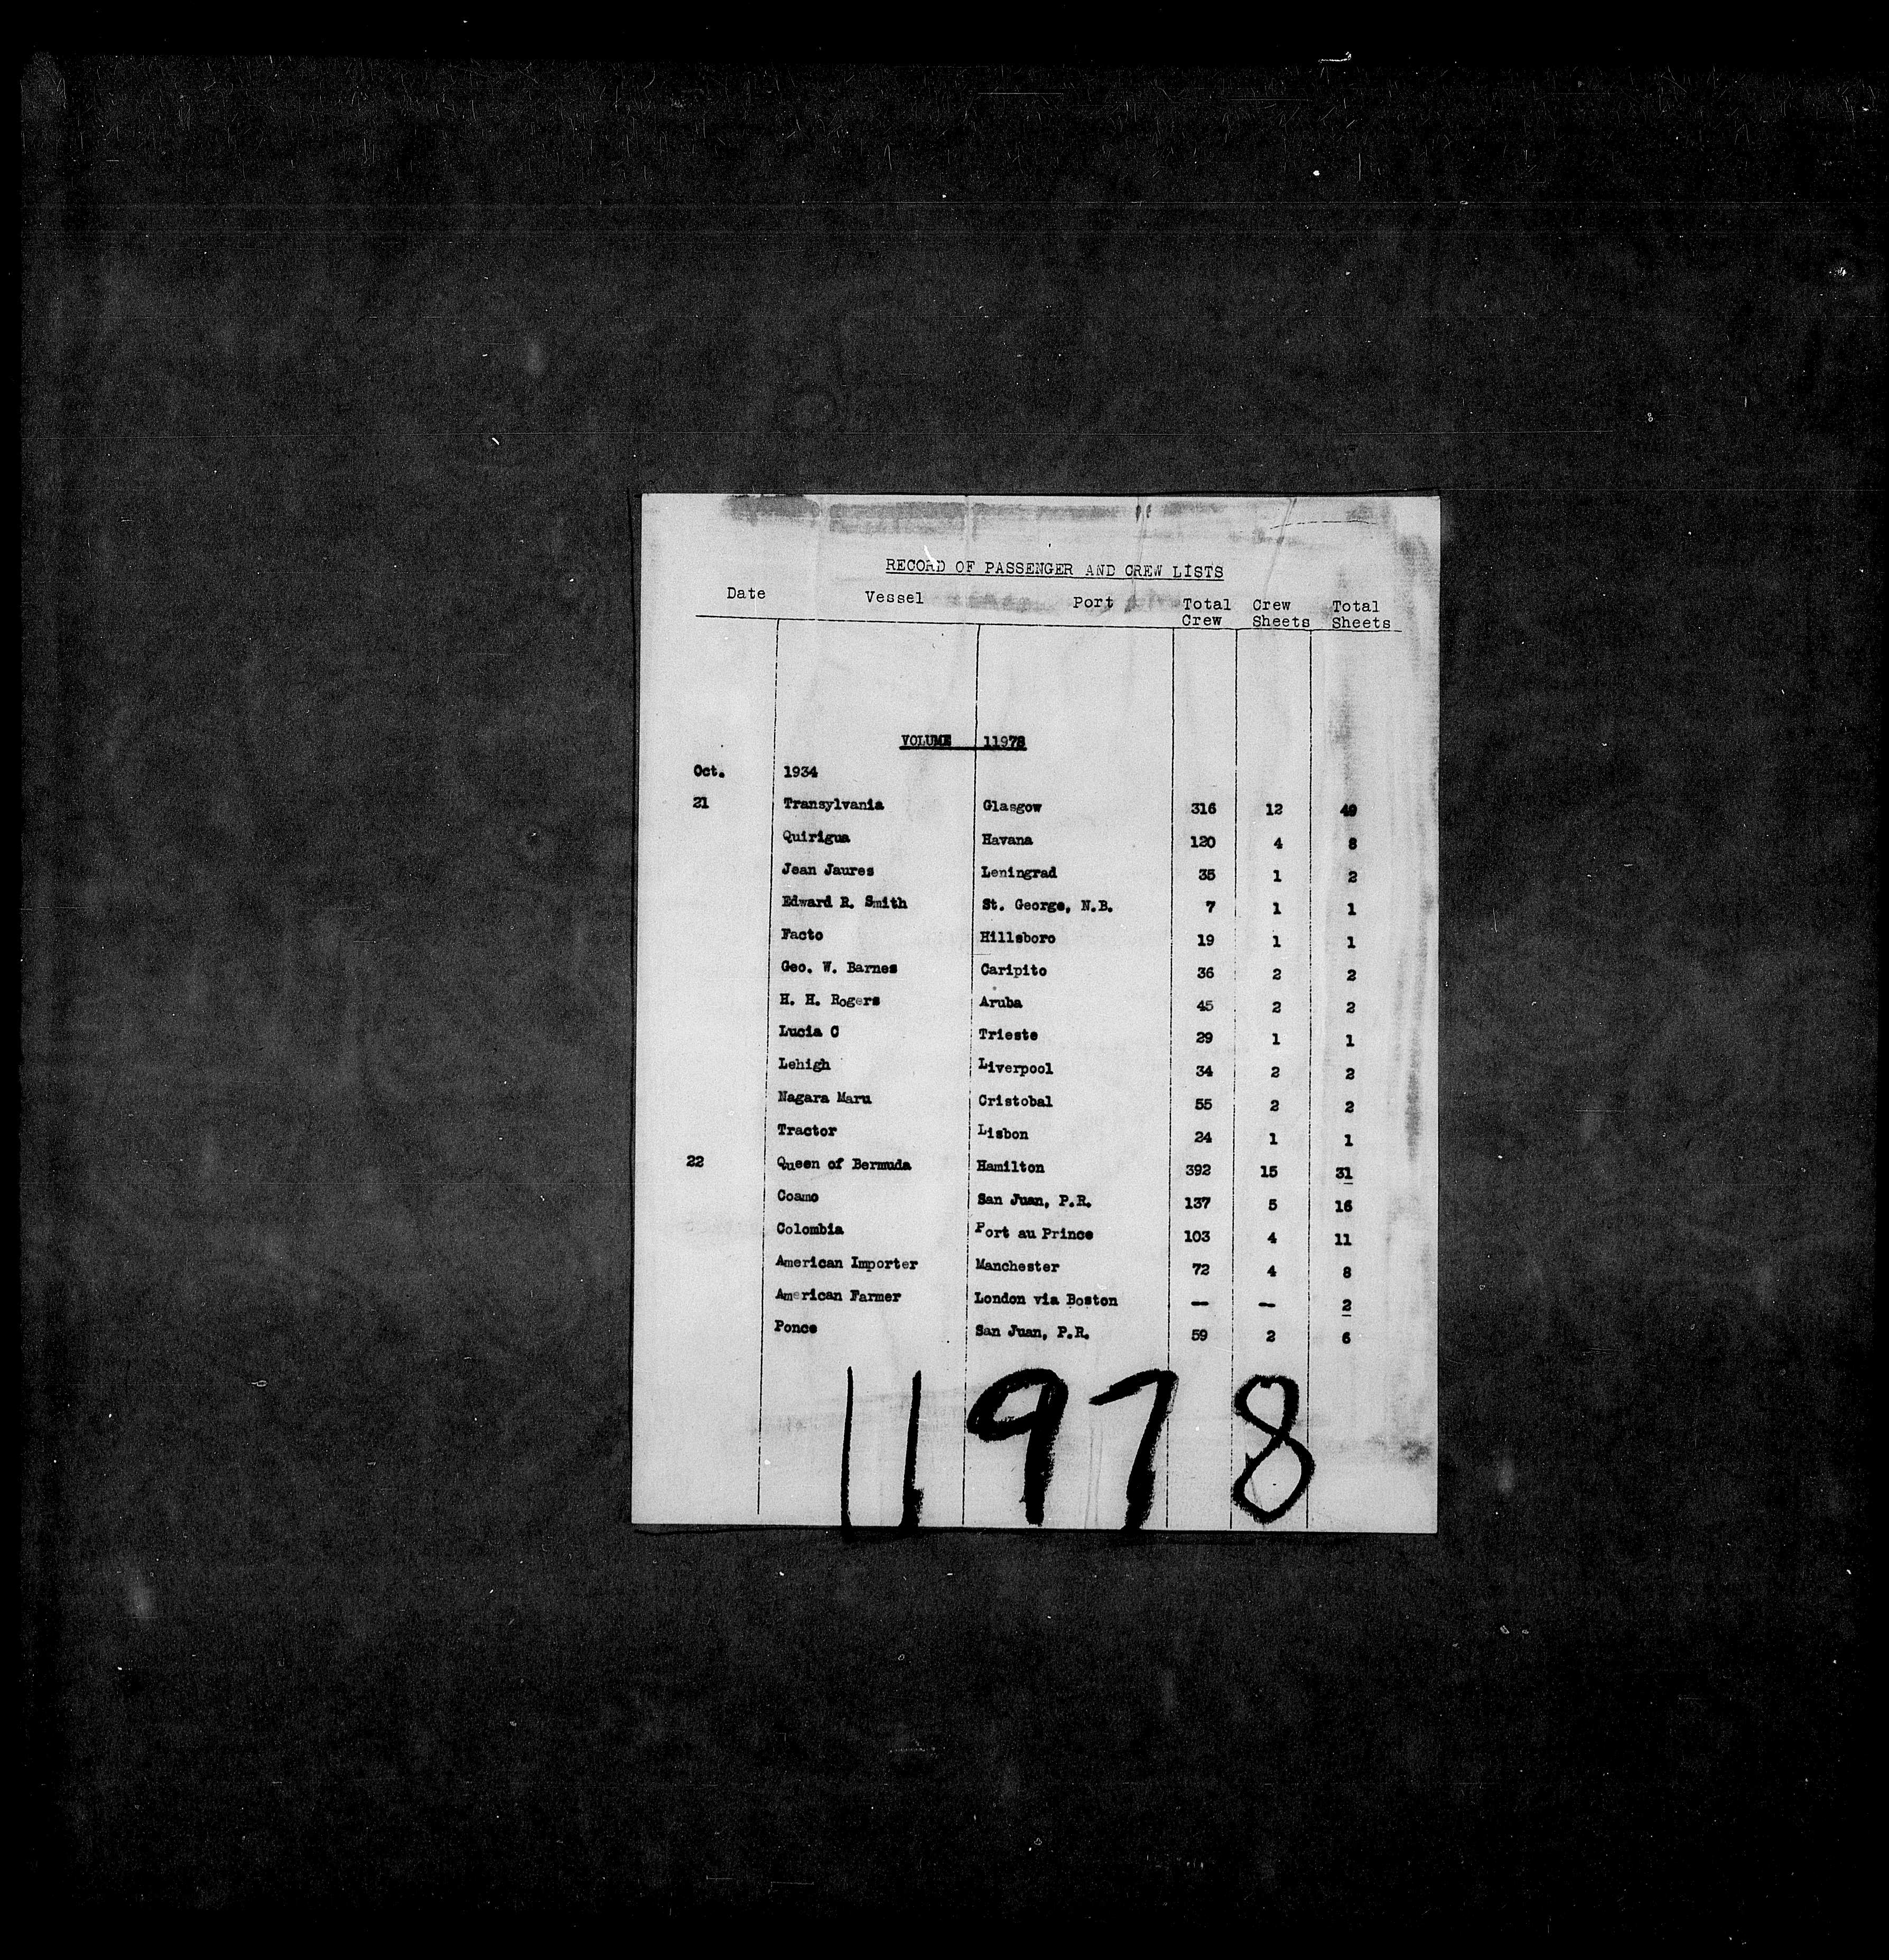 RECORD OF PASSENGER AND CREW LISTS
Date Vessel Port Total Crew Crew Sheets Total Sheets
VOLUME 11978
Oct. 1934
21 Transylvania Glasgow 316 12 49
Quirigua Havana 120 4 8
Jean Jaures Leningrad 35 1 2
Edward R. Smith St. George, N.B. 7 1 1
Facto Hillsboro 19 1 1
Geo. W. Barnes Caripito 36 2 2
H. H. Rogers Aruba 45 2 2
Lucia C Trieste 29 1 1
Lehigh Liverpool 34 2 2
Nagara Maru Cristobal 55 2 2
Tractor Lisbon 24 1 1
22 Queen of Bermuda Hamilton 392 15 31
Coamo San Juan, P.R. 137 5 16
Colombia Port au Prince 103 4 11
American Importer Manchester 72 4 8
American Farmer London via Boston -- -- 2
Ponce San Juan, P.R. 59 2 6
11978